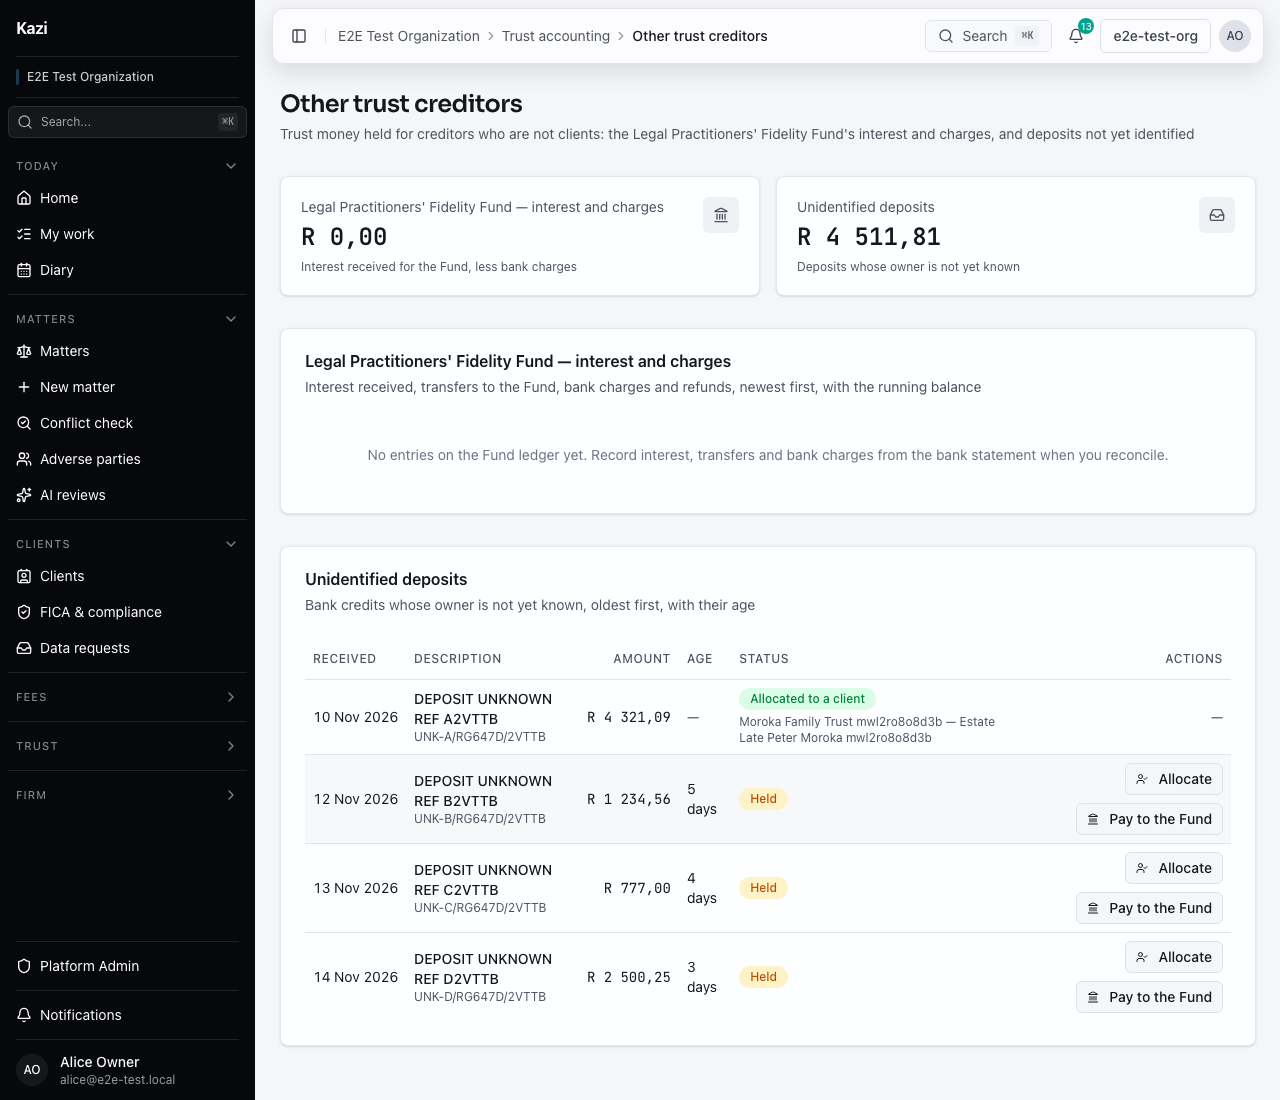 Kazi
E2E Test Organization
Search...
⌘K
TODAY
Home
My work
Diary
MATTERS
Matters
New matter
Conflict check
Adverse parties
AI reviews
CLIENTS
Clients
FICA & compliance
Data requests
FEES
TRUST
FIRM
Platform Admin
Notifications
AO
Alice Owner
alice@e2e-test.local
E2E Test Organization
Trust accounting
Other trust creditors
Search ⌘K
13
e2e-test-org
AO
Other trust creditors
Trust money held for creditors who are not clients: the Legal Practitioners' Fidelity Fund's interest and charges, and deposits not yet identified
Legal Practitioners' Fidelity Fund — interest and charges
R 0,00
Interest received for the Fund, less bank charges
Unidentified deposits
R 4 511,81
Deposits whose owner is not yet known
Legal Practitioners' Fidelity Fund — interest and charges
Interest received, transfers to the Fund, bank charges and refunds, newest first, with the running balance
No entries on the Fund ledger yet. Record interest, transfers and bank charges from the bank statement when you reconcile.
Unidentified deposits
Bank credits whose owner is not yet known, oldest first, with their age
RECEIVED DESCRIPTION AMOUNT AGE STATUS ACTIONS
10 Nov 2026
DEPOSIT UNKNOWN
REF A2VTTB
UNK-A/RG647D/2VTTB
R 4 321,09
—
Allocated to a client
Moroka Family Trust mwl2ro8o8d3b — Estate
Late Peter Moroka mwl2ro8o8d3b
—
12 Nov 2026
DEPOSIT UNKNOWN
REF B2VTTB
UNK-B/RG647D/2VTTB
R 1 234,56
5
days
Held
Allocate
Pay to the Fund
13 Nov 2026
DEPOSIT UNKNOWN
REF C2VTTB
UNK-C/RG647D/2VTTB
R 777,00
4
days
Held
Allocate
Pay to the Fund
14 Nov 2026
DEPOSIT UNKNOWN
REF D2VTTB
UNK-D/RG647D/2VTTB
R 2 500,25
3
days
Held
Allocate
Pay to the Fund